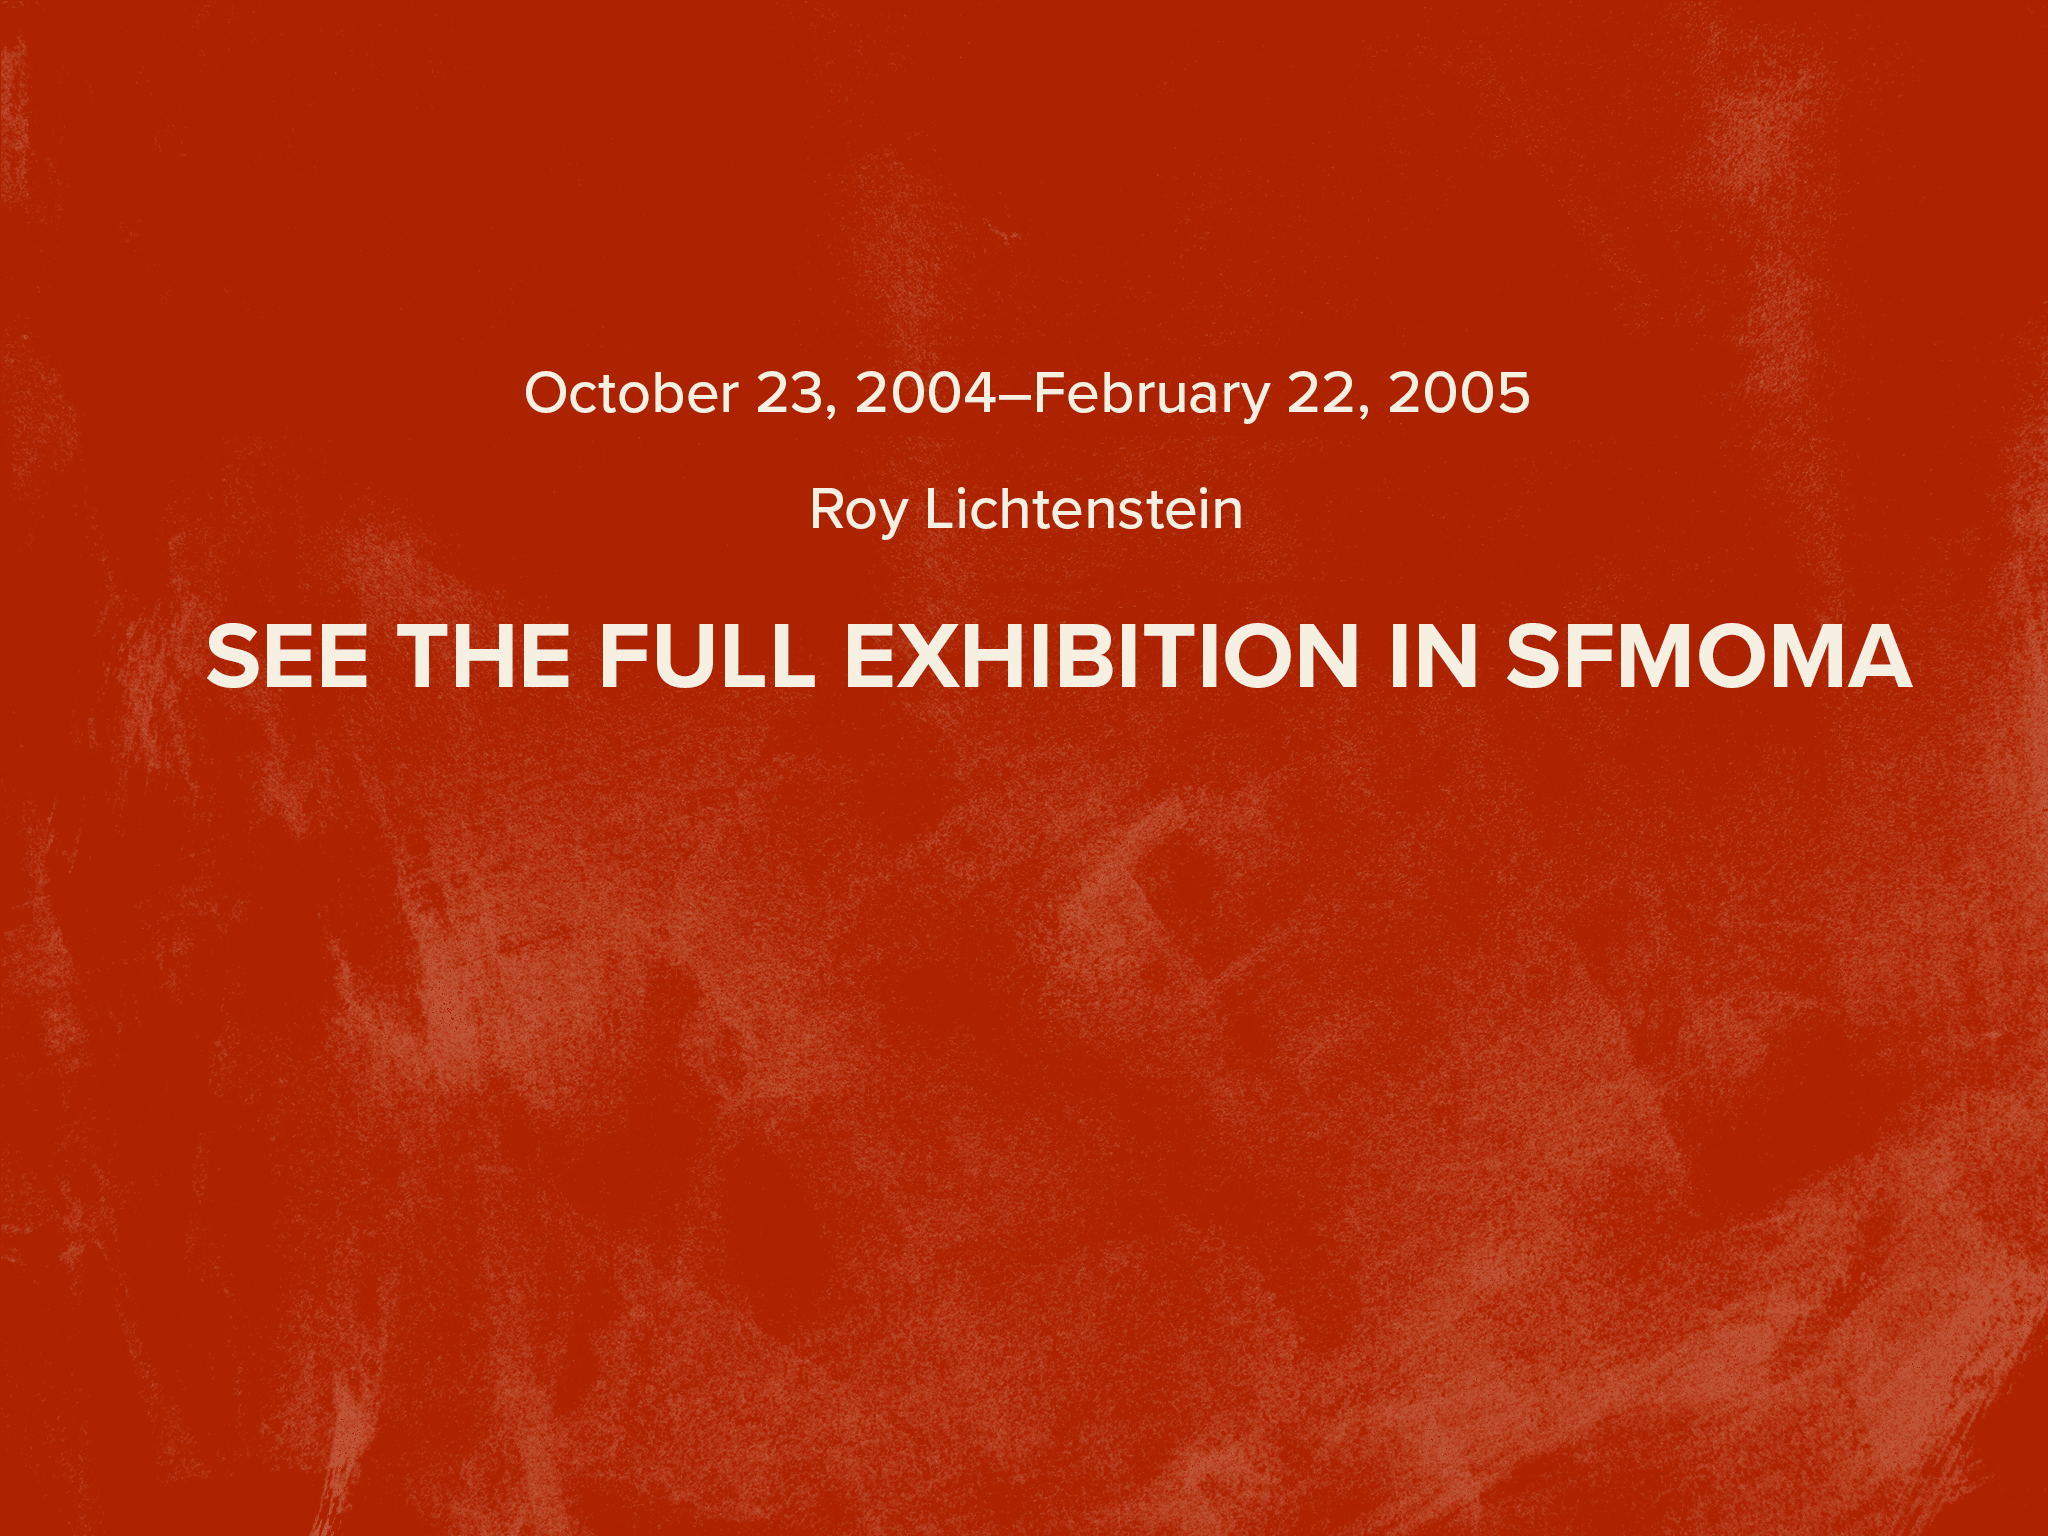 October 23, 2004–February 22, 2005
Roy Lichtenstein
SEE THE FULL EXHIBITION IN SFMOMA